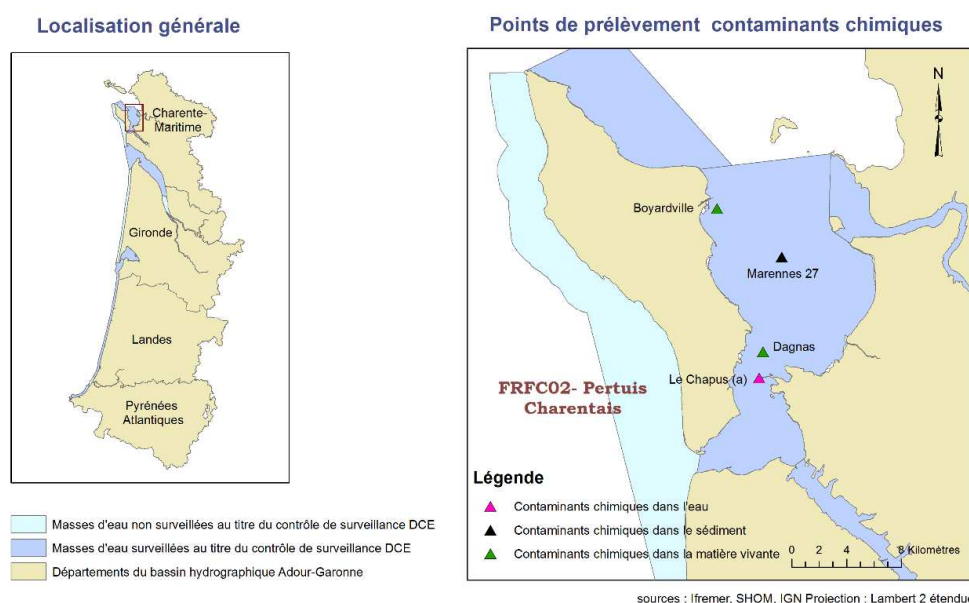 Localisation générale
Charente-
Maritime
Gironde
Landes
Pyrénées
Atlantiques
Masses d'eau non surveillées au titre du contrôle de surveillance DCE
Masses d'eau surveillées au titre du contrôle de surveillance DCE
Départements du bassin hydrographique Adour-Garonne
Points de prélèvement contaminants chimiques
N
Boyardville
Marennes 27
Dagnas
Le Chapus (a)
FRFC02- Pertuis
Charentais
Légende
Contaminants chimiques dans l'eau
Contaminants chimiques dans le sédiment
Contaminants chimiques dans la matière vivante
0 2 4 8 Kilomètres
sources : Ifremer, SHOM, IGN Projection : Lambert 2 étendue